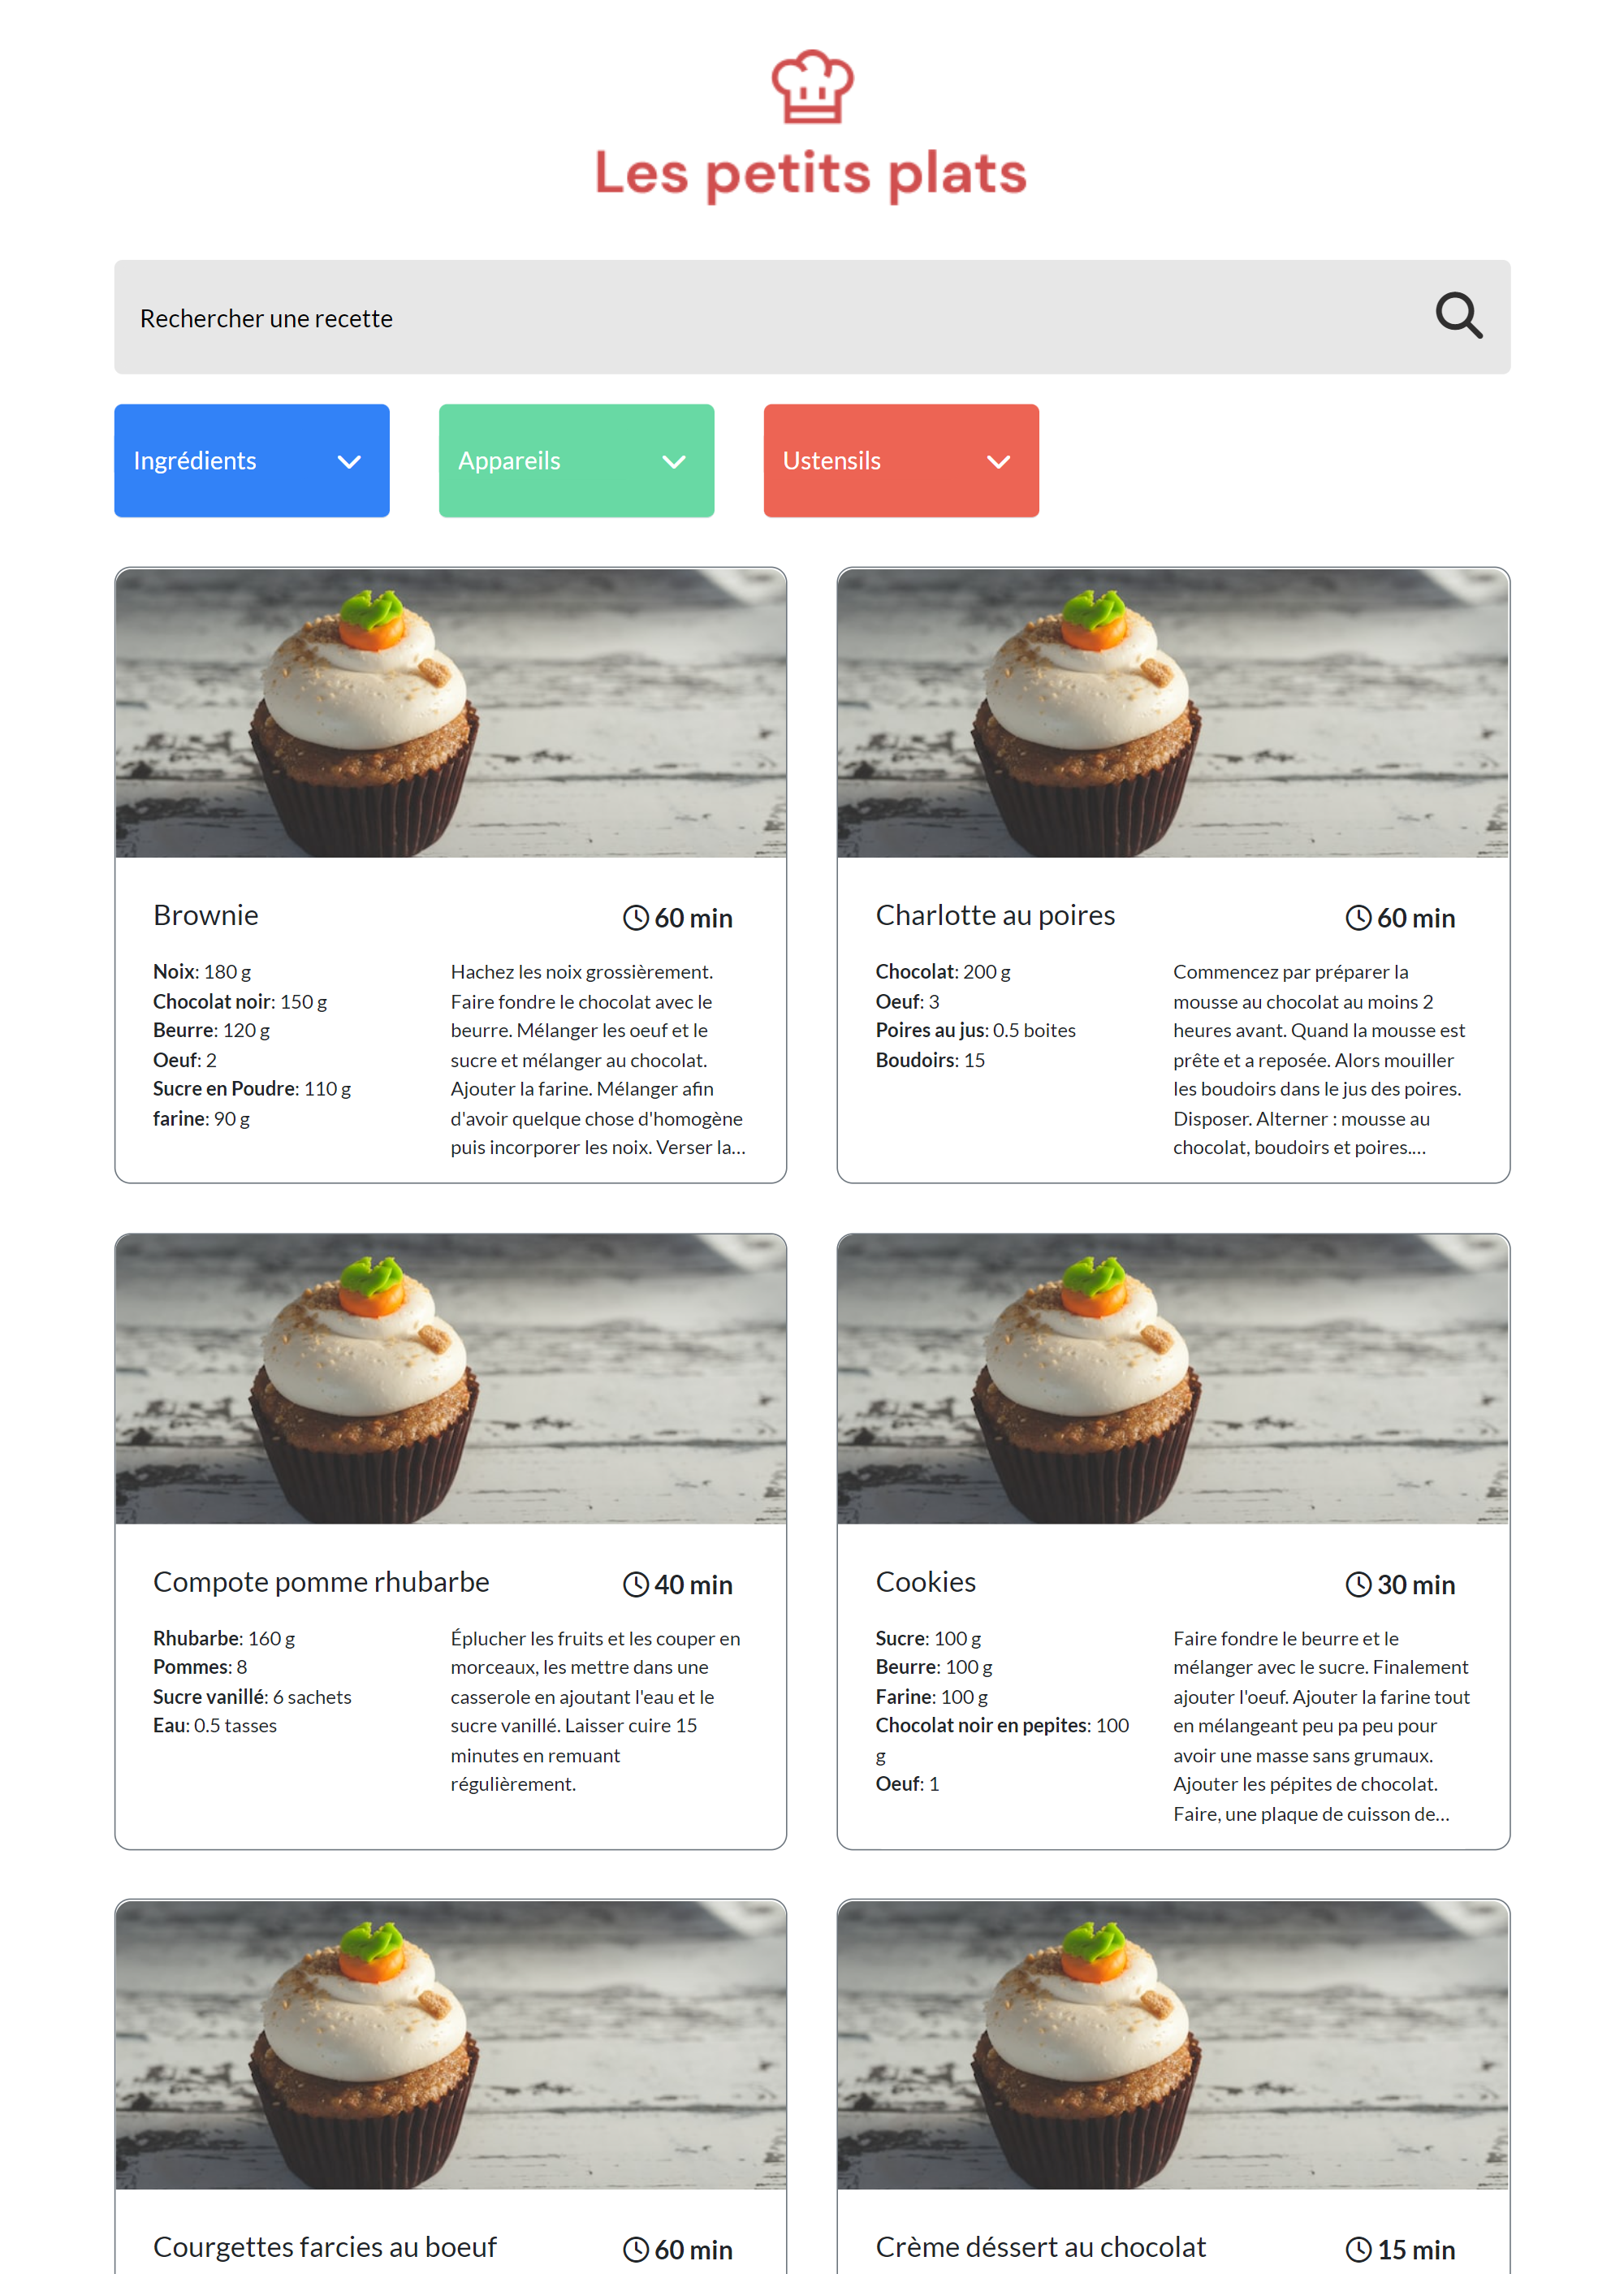 Les petits plats
Rechercher une recette
Ingrédients
Appareils
Ustensils
Brownie
60 min
Noix: 180 g
Chocolat noir: 150 g
Beurre: 120 g
Oeuf: 2
Sucre en Poudre: 110 g
farine: 90 g
Hachez les noix grossièrement.
Faire fondre le chocolat avec le
beurre. Mélanger les oeuf et le
sucre et mélanger au chocolat.
Ajouter la farine. Mélanger afin
d'avoir quelque chose d'homogène
puis incorporer les noix. Verser la...
Charlotte au poires
60 min
Chocolat: 200 g
Oeuf: 3
Poires au jus: 0.5 boites
Boudoirs: 15
Commencez par préparer la
mousse au chocolat au moins 2
heures avant. Quand la mousse est
prête et a reposée. Alors mouiller
les boudoirs dans le jus des poires.
Disposer. Alterner : mousse au
chocolat, boudoirs et poires....
Compote pomme rhubarbe
40 min
Rhubarbe: 160 g
Pommes: 8
Sucre vanillé: 6 sachets
Eau: 0.5 tasses
Éplucher les fruits et les couper en
morceaux, les mettre dans une
casserole en ajoutant l'eau et le
sucre vanillé. Laisser cuire 15
minutes en remuant
régulièrement.
Cookies
30 min
Sucre: 100 g
Beurre: 100 g
Farine: 100 g
Chocolat noir en pepites: 100
g
Oeuf: 1
Faire fondre le beurre et le
mélanger avec le sucre. Finalement
ajouter l'oeuf. Ajouter la farine tout
en mélangeant peu pa peu pour
avoir une masse sans grumaux.
Ajouter les pépites de chocolat.
Faire, une plaque de cuisson de...
Courgettes farcies au boeuf
60 min
Crème déssert au chocolat
15 min